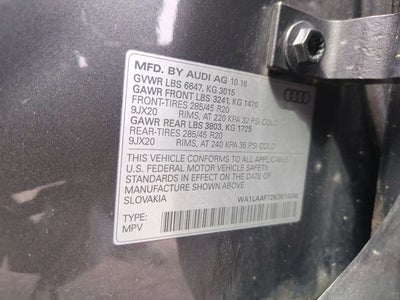 MFD. BY AUDI AG 10 18
GVWR LBS 6647, KG 3015
GAWR FRONT LBS 3241, KG 1470
FRONT-TIRES 285/45 R20
9JX20 RIMS, AT 220 KPA 32 PSI COLD
GAWR REAR LBS 3803, KG 1725
REAR-TIRES 285/45 R20
9JX20 RIMS, AT 240 KPA 35 PSI COLD
THIS VEHICLE CONFORMS TO ALL APPLICABLE
U.S. FEDERAL MOTOR VEHICLE SAFETY
STANDARDS IN EFFECT ON THE DATE OF
MANUFACTURE SHOWN ABOVE.
SLOVAKIA
TYPE:
MPV